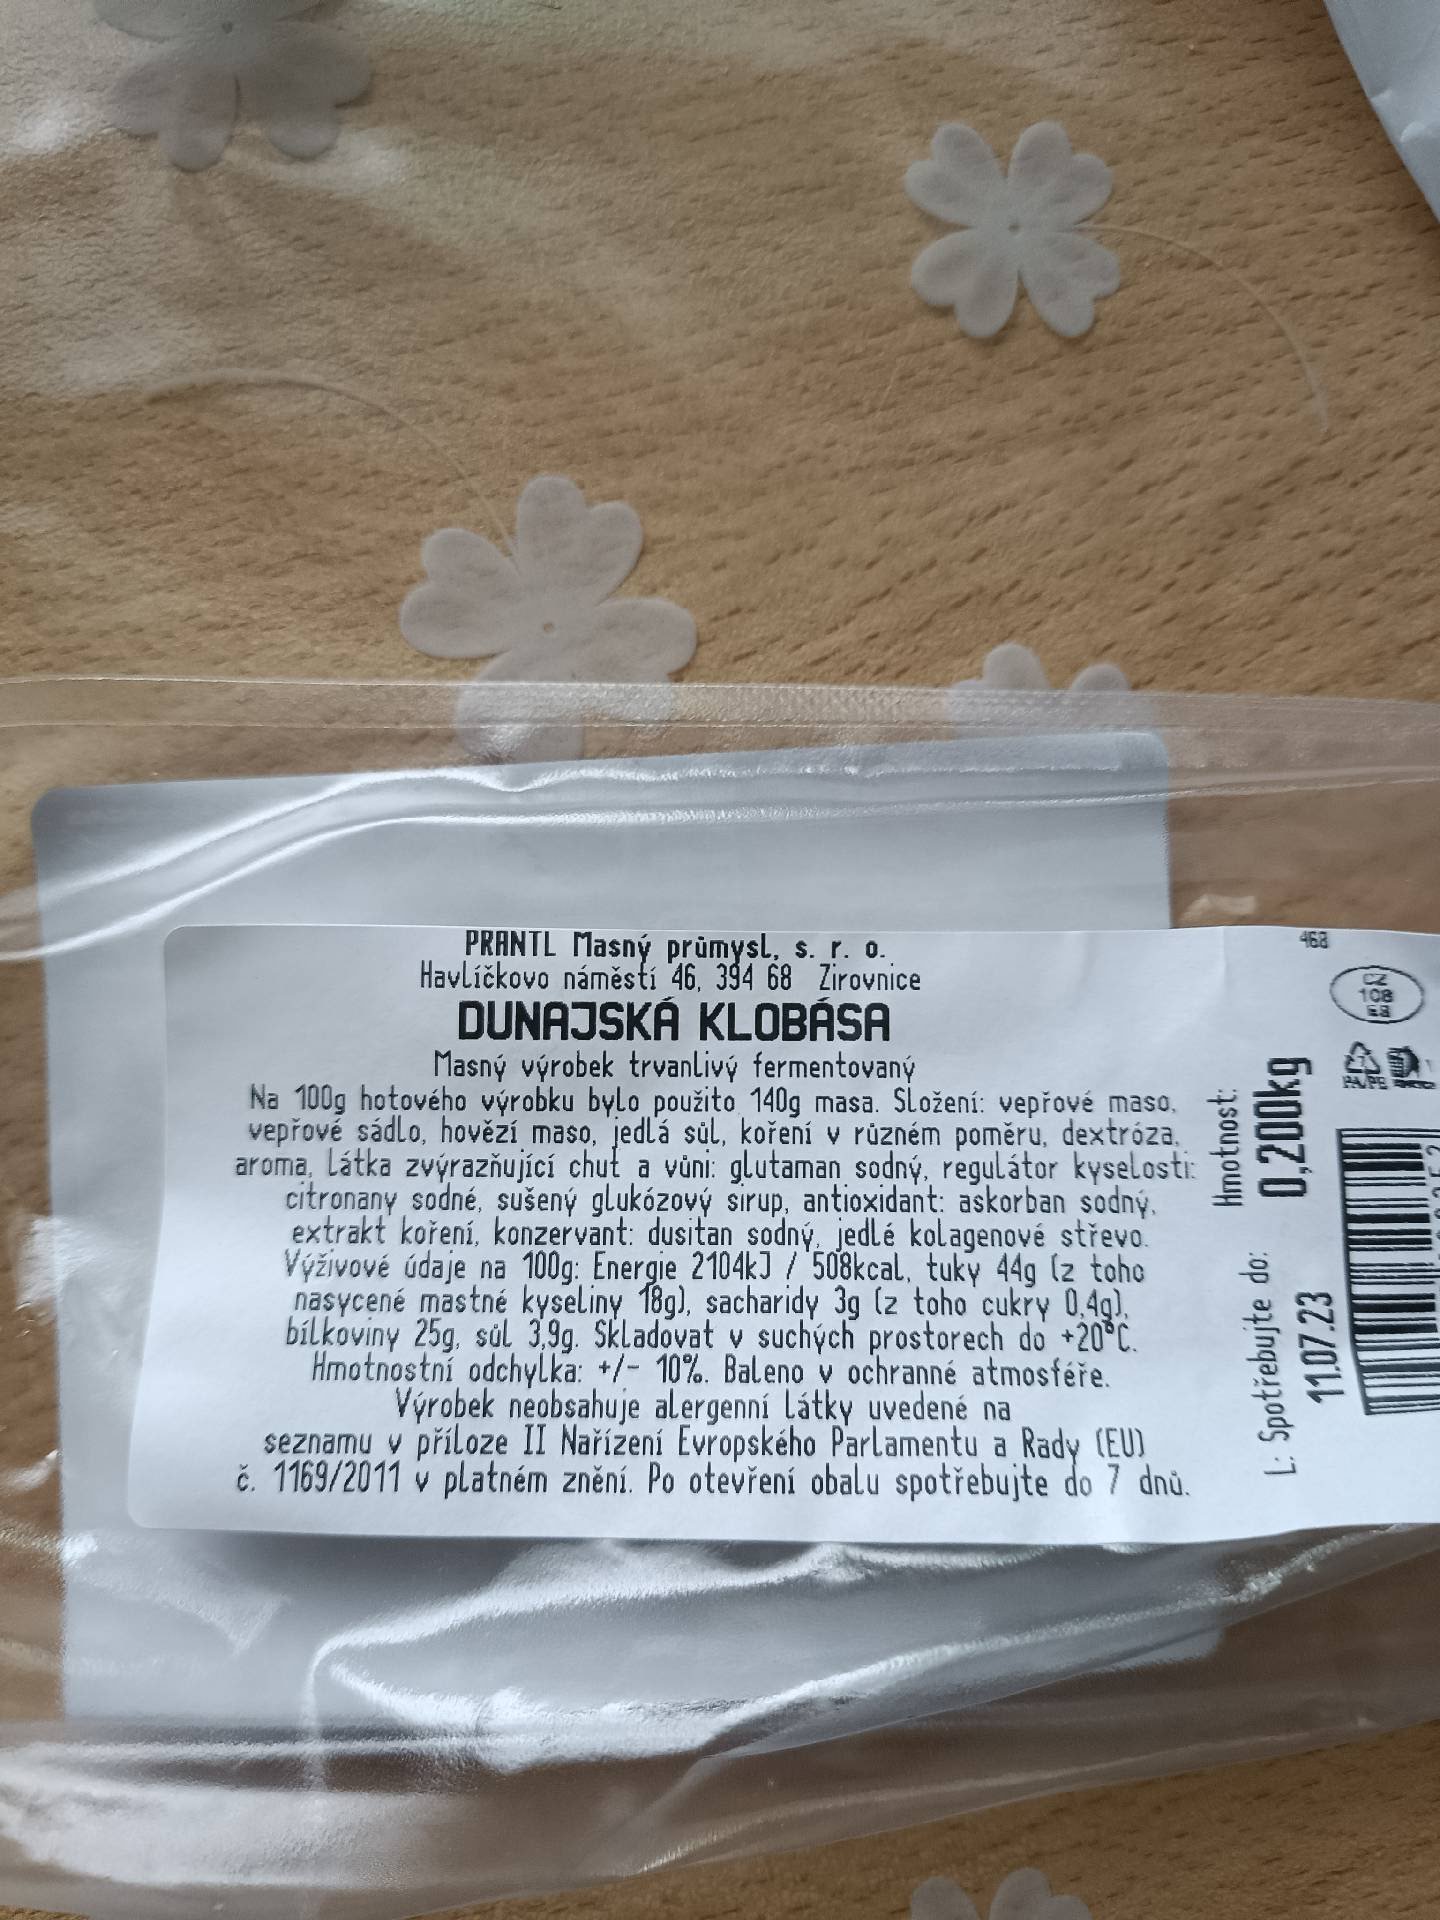 PRANTL Masný průmysl, s. r. o.
Havlíčkovo náměstí 46, 394 68 Žirovnice
DUNAJSKÁ KLOBÁSA
Masný výrobek trvanlivý fermentovaný
Na 100g hotového výrobku bylo použito 140g masa. Složení: vepřové maso,
vepřové sádlo, hovězí maso, jedlá sůl, koření v různém poměru, dextróza,
aroma, látka zvýrazňující chuť a vůni: glutaman sodný, regulátor kyselosti:
citronany sodné, sušený glukózový sirup, antioxidant: askorban sodný,
extrakt koření, konzervant: dusitan sodný, jedlé kolagenové střevo.
Výživové údaje na 100g: Energie 2104kJ / 508kcal, tuky 44g (z toho
nasycené mastné kyseliny 18g), sacharidy 3g (z toho cukry 0,4g),
bílkoviny 25g, sůl 3,9g. Skladovat v suchých prostorech do +20°C.
Hmotnostní odchylka: +/- 10%. Baleno v ochranné atmosféře.
Výrobek neobsahuje alergenní látky uvedené na
seznamu v příloze II Nařízení Evropského Parlamentu a Rady (EU)
č. 1169/2011 v platném znění. Po otevření obalu spotřebujte do 7 dnů.
Hmotnost:
0,200kg
L: Spotřebujte do:
11.07.23
468
CZ
108
ES
PA/PE